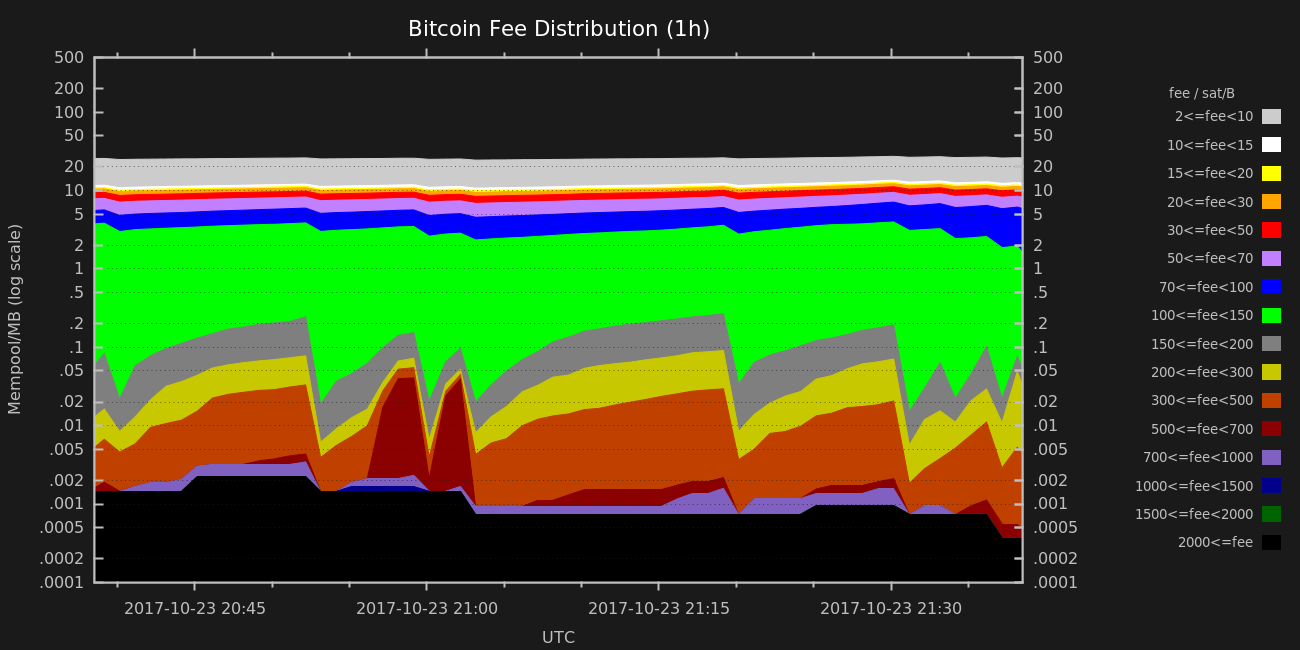 Bitcoin Fee Distribution (1h)
500
200
100
50
20
10
5
2
1
.5
.2
.1
.05
.02
.01
.005
.002
.001
.0005
.0002
.0001
Mempool/MB (log scale)
500
200
100
50
20
10
5
2
1
.5
.2
.1
.05
.02
.01
.005
.002
.001
.0005
.0002
.0001
fee / sat/B
2<=fee<10
10<=fee<15
15<=fee<20
20<=fee<30
30<=fee<50
50<=fee<70
70<=fee<100
100<=fee<150
150<=fee<200
200<=fee<300
300<=fee<500
500<=fee<700
700<=fee<1000
1000<=fee<1500
1500<=fee<2000
2000<=fee
2017-10-23 20:45
2017-10-23 21:00
2017-10-23 21:15
2017-10-23 21:30
UTC